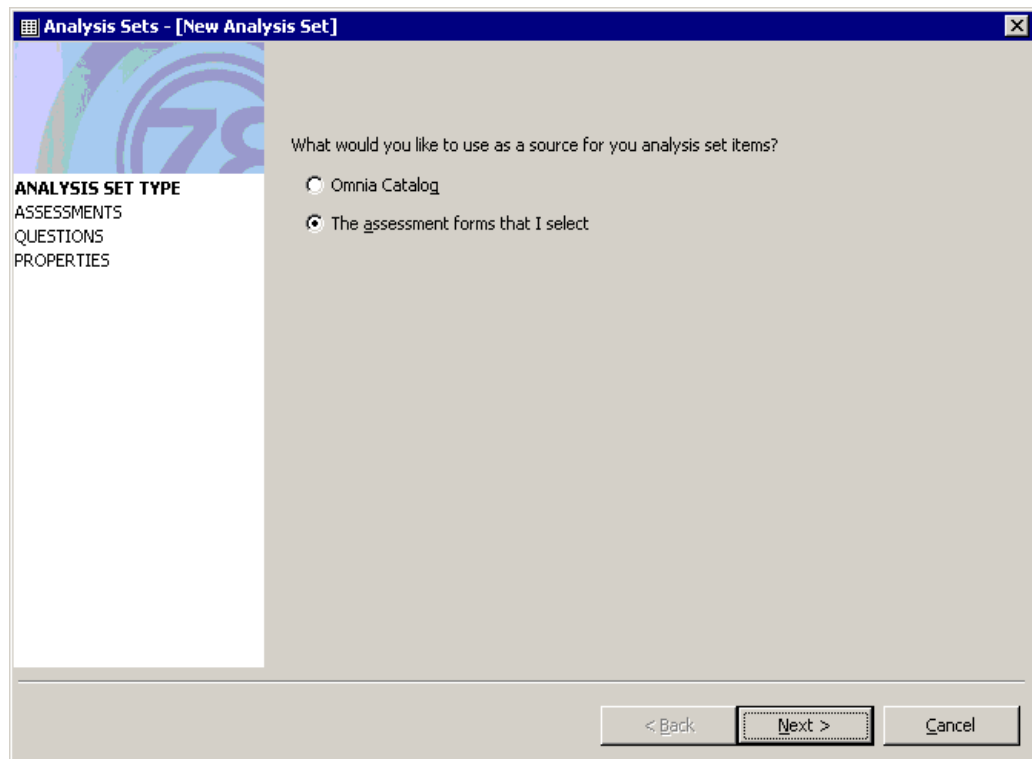 Analysis Sets - [New Analysis Set]
78
What would you like to use as a source for you analysis set items?
Omnia Catalog
The assessment forms that I select
ANALYSIS SET TYPE
ASSESSMENTS
QUESTIONS
PROPERTIES
< Back
Next >
Cancel